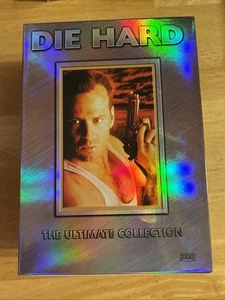 DIE HARD
THE ULTIMATE COLLECTION